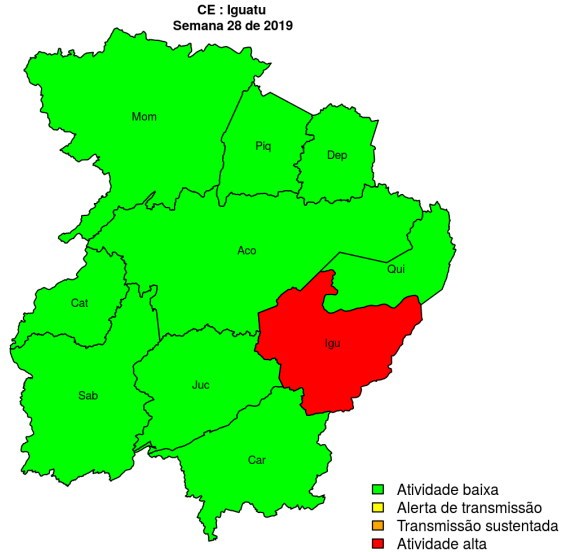 CE : Iguatu
Semana 28 de 2019
Mom
Piq
Dep
Aco
Qui
Cat
Igu
Sab
Juc
Car
Atividade baixa
Alerta de transmissão
Transmissão sustentada
Atividade alta